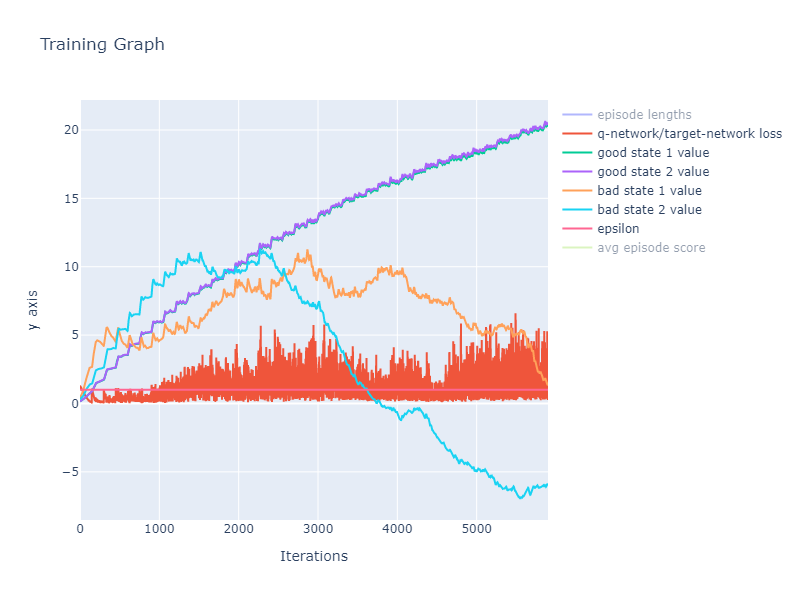 Training Graph
episode lengths
q-network/target-network loss
good state 1 value
good state 2 value
bad state 1 value
bad state 2 value
epsilon
avg episode score
y axis
20
15
10
5
0
−5
0 1000 2000 3000 4000 5000
Iterations